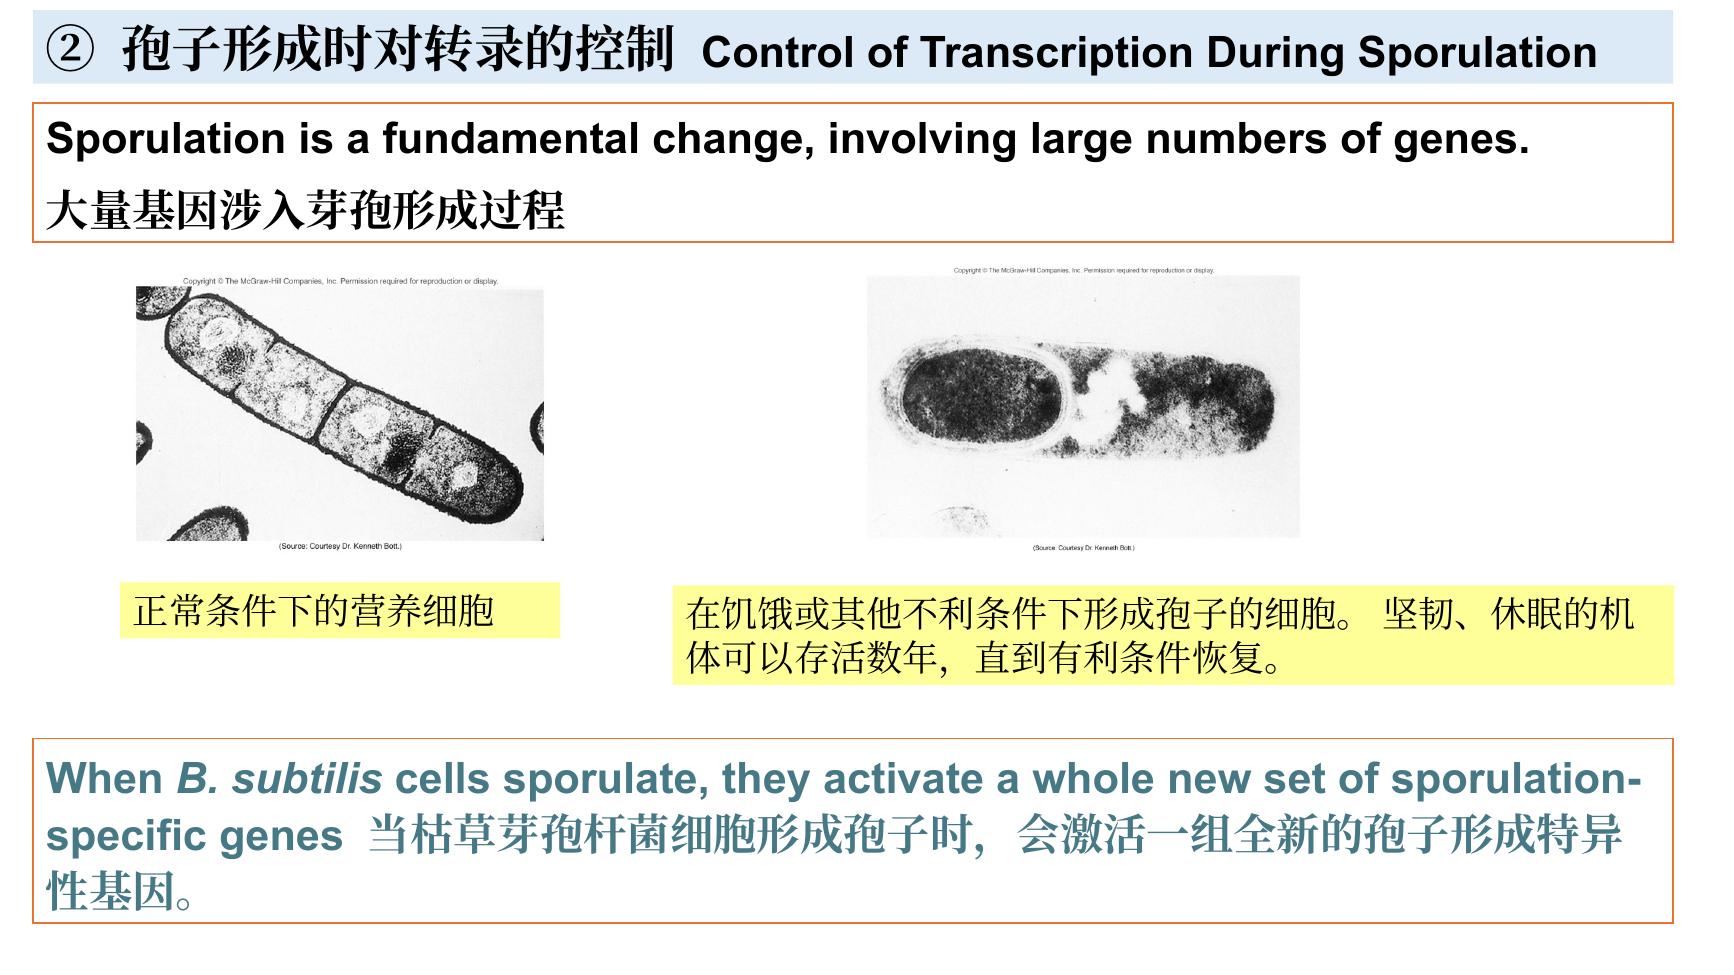 ② 孢子形成时对转录的控制 Control of Transcription During Sporulation
Sporulation is a fundamental change, involving large numbers of genes.
大量基因涉入芽孢形成过程
Copyright © The McGraw-Hill Companies, Inc. Permission required for reproduction or display.
(Source: Courtesy Dr. Kenneth Bott.)
正常条件下的营养细胞
Copyright © The McGraw-Hill Companies, Inc. Permission required for reproduction or display.
(Source: Courtesy Dr. Kenneth Bott.)
在饥饿或其他不利条件下形成孢子的细胞。 坚韧、休眠的机
体可以存活数年，直到有利条件恢复。
When B. subtilis cells sporulate, they activate a whole new set of sporulation-
specific genes 当枯草芽孢杆菌细胞形成孢子时，会激活一组全新的孢子形成特异
性基因。